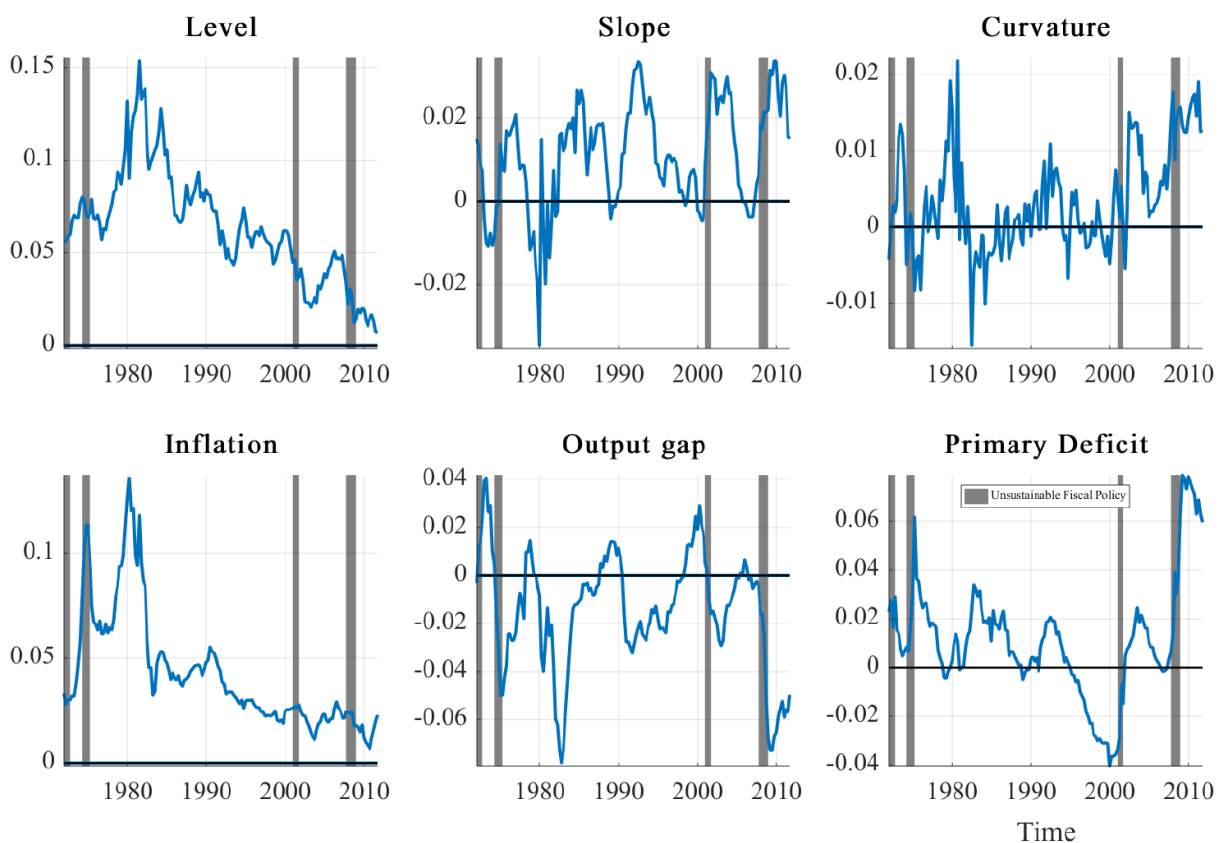 Level
0.15
0.1
0.05
0
1980 1990 2000 2010
Slope
0.02
0
-0.02
1980 1990 2000 2010
Curvature
0.02
0.01
0
-0.01
1980 1990 2000 2010
Inflation
0.1
0.05
0
1980 1990 2000 2010
Output gap
0.04
0.02
0
-0.02
-0.04
-0.06
1980 1990 2000 2010
Primary Deficit
Unsustainable Fiscal Policy
0.06
0.04
0.02
0
-0.02
-0.04
1980 1990 2000 2010
Time